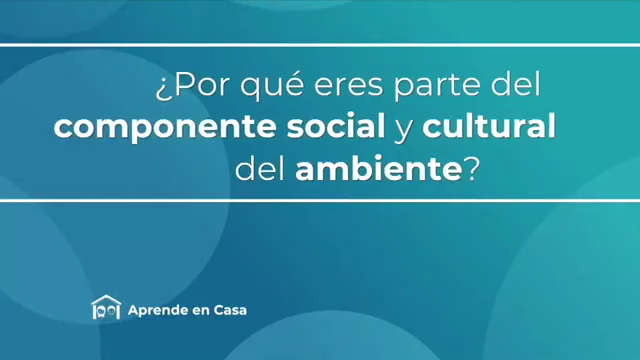 ¿Por qué eres parte del
componente social y cultural
del ambiente?
Aprende en Casa